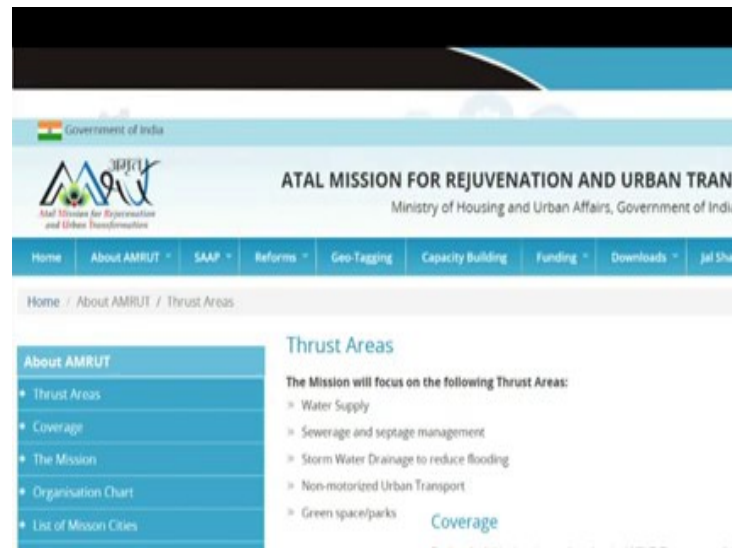 Government of India
अमृत
Atal Mission for Rejuvenation
and Urban Transformation
ATAL MISSION FOR REJUVENATION AND URBAN TRAN
Ministry of Housing and Urban Affairs, Government of India
Home About AMRUT SAAP Reforms Geo-Tagging Capacity Building Funding Downloads Jal Sha
Home / About AMRUT / Thrust Areas
About AMRUT
Thrust Areas
Coverage
The Mission
Organisation Chart
List of Misson Cities
Thrust Areas
The Mission will focus on the following Thrust Areas:
» Water Supply
» Sewerage and septage management
» Storm Water Drainage to reduce flooding
» Non-motorized Urban Transport
» Green space/parks
Coverage